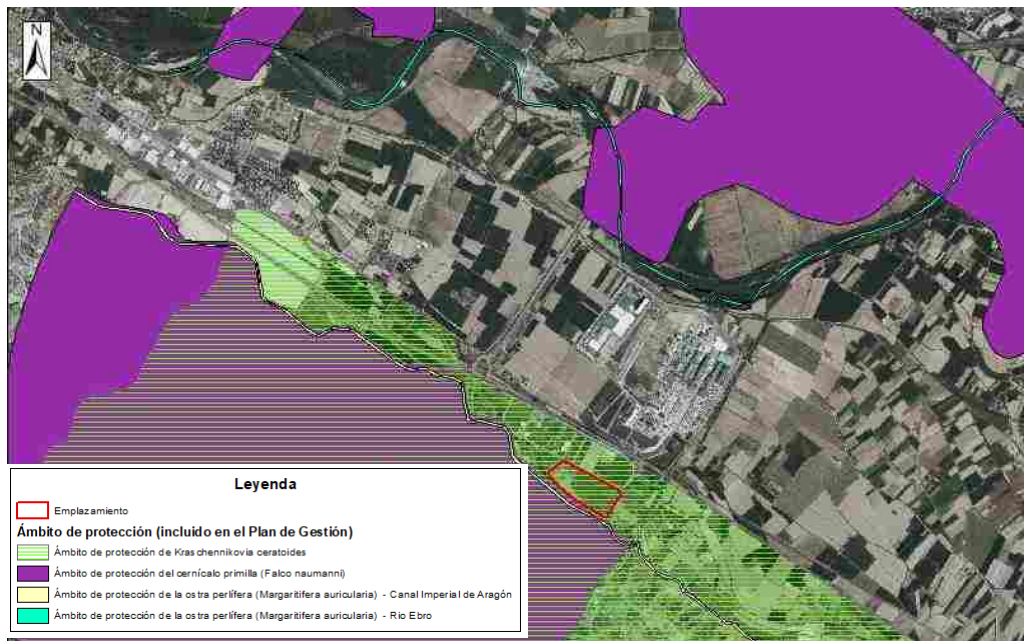 N
Leyenda
Emplazamiento
Ámbito de protección (incluido en el Plan de Gestión)
Ámbito de protección de Kraschennikovia ceratoides
Ámbito de protección del cernícalo primilla (Falco naumanni)
Ámbito de protección de la ostra perlífera (Margaritifera auricularia) - Canal Imperial de Aragón
Ámbito de protección de la ostra perlífera (Margaritifera auricularia) - Río Ebro